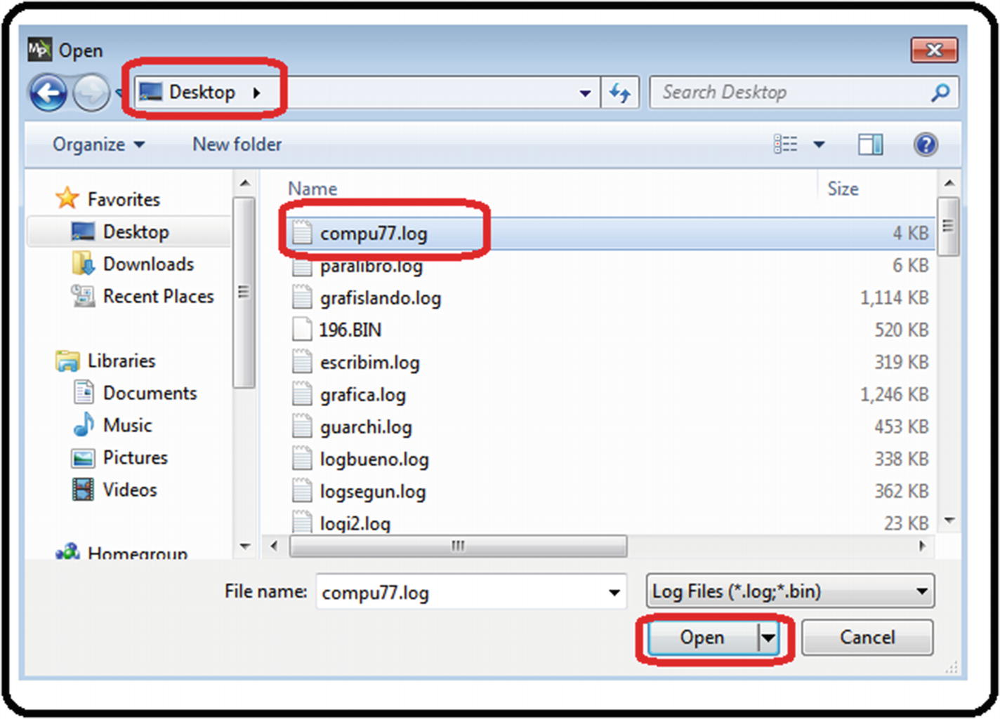 MP Open
Desktop
Search Desktop
Organize
New folder
Favorites
Desktop
Downloads
Recent Places
Libraries
Documents
Music
Pictures
Videos
Homegroup
Name Size
compu77.log 4 KB
paralibro.log 6 KB
grafislando.log 1,114 KB
196.BIN 520 KB
escribim.log 319 KB
grafica.log 1,246 KB
guarchi.log 453 KB
logbueno.log 338 KB
logsegun.log 362 KB
logi2.log 23 KB
File name: compu77.log
Log Files (*.log;*.bin)
Open
Cancel